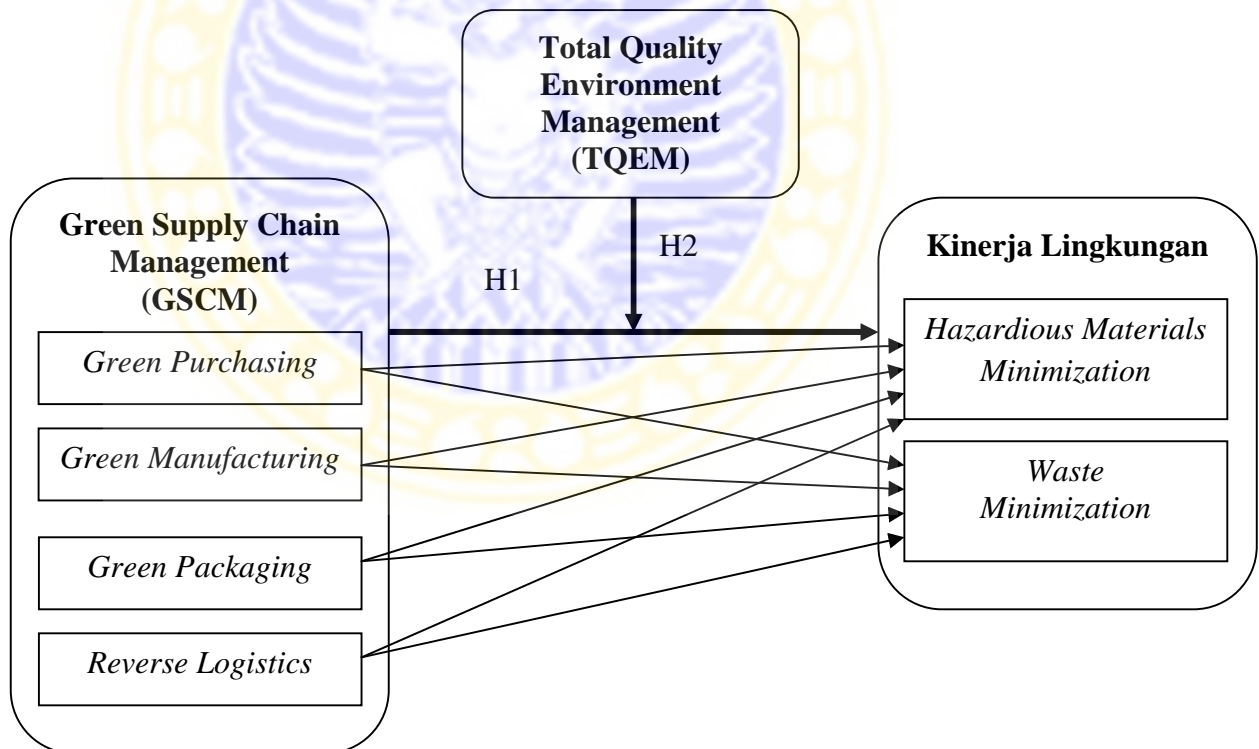 Total Quality
Environment
Management
(TQEM)
Green Supply Chain
Management
(GSCM)
H1
H2
Kinerja Lingkungan
Green Purchasing
Green Manufacturing
Green Packaging
Reverse Logistics
Hazardious Materials
Minimization
Waste
Minimization